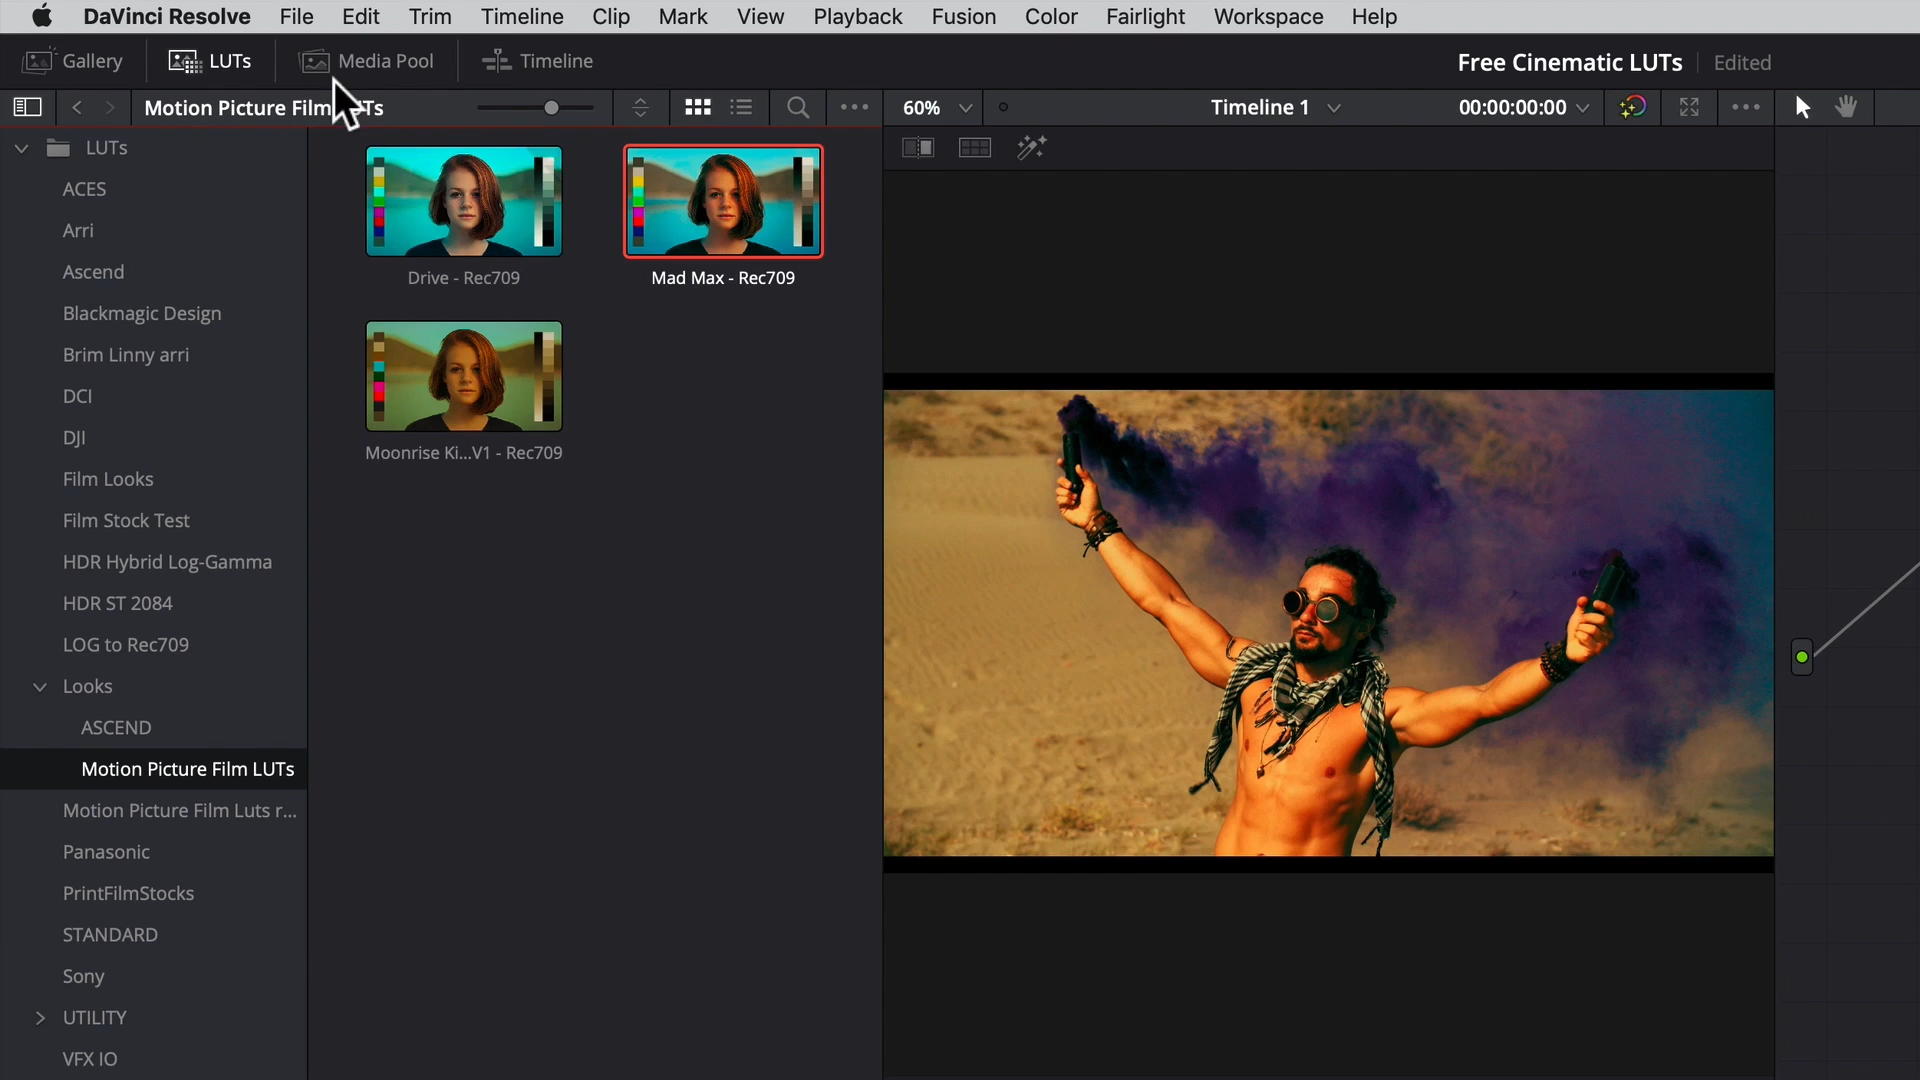 DaVinci Resolve File Edit Trim Timeline Clip Mark View Playback Fusion Color Fairlight Workspace Help
Gallery LUTs Media Pool Timeline Free Cinematic LUTs Edited
Motion Picture Film Ts 60% Timeline 1 00:00:00:00
LUTs
ACES
Arri
Ascend
Blackmagic Design
Brim Linny arri
DCI
DJI
Film Looks
Film Stock Test
HDR Hybrid Log-Gamma
HDR ST 2084
LOG to Rec709
Looks
ASCEND
Motion Picture Film LUTs
Motion Picture Film Luts r...
Panasonic
PrintFilmStocks
STANDARD
Sony
UTILITY
VFX IO
Drive - Rec709
Mad Max - Rec709
Moonrise Ki...V1 - Rec709